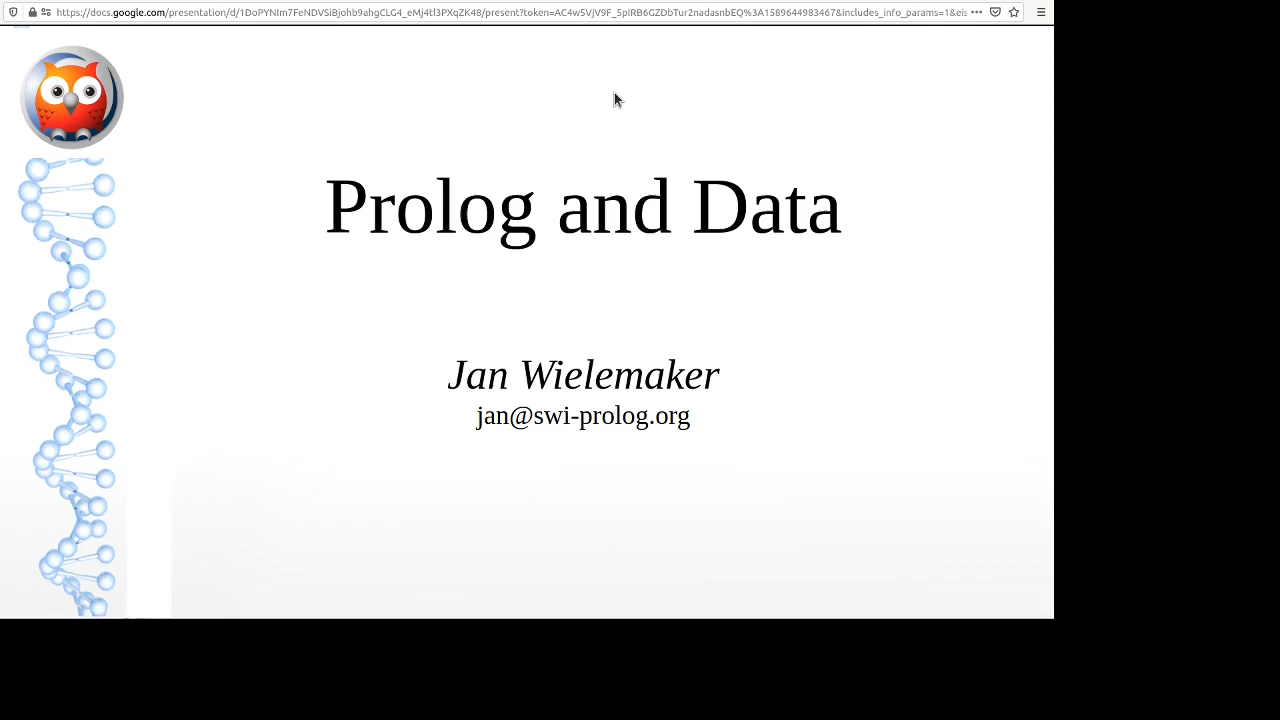 https://docs.google.com/presentation/d/1DoPYNIm7FeNDVSiBjohb9ahgCLG4_eMj4tl3PXqZK48/present?token=AC4w5VjV9F_5pIRB6GZDbTur2nadasnbEQ%3A1589644983467&includes_info_params=1&eis
Prolog and Data
Jan Wielemaker
jan@swi-prolog.org